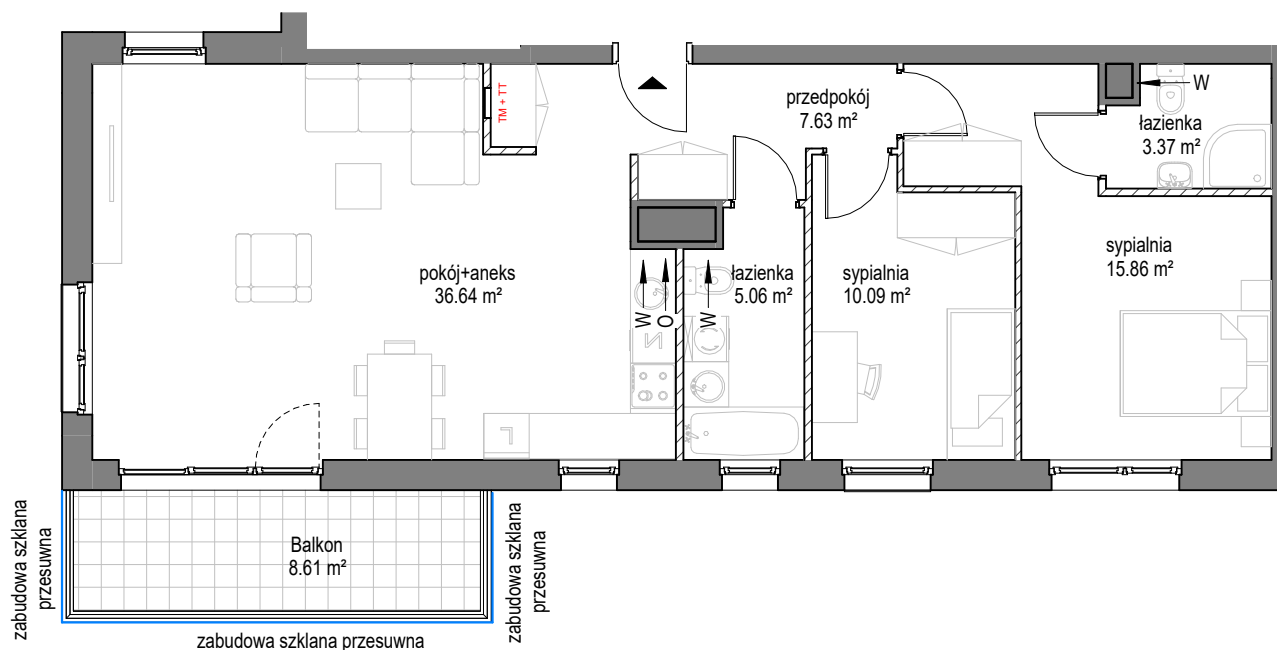 TM + TT
przedpokój
7.63 m²
W
łazienka
3.37 m²
pokój+aneks
36.64 m²
W
O
W
łazienka
5.06 m²
sypialnia
10.09 m²
sypialnia
15.86 m²
Z
L
Balkon
8.61 m²
zabudowa szklana
przesuwna
zabudowa szklana
przesuwna
zabudowa szklana przesuwna